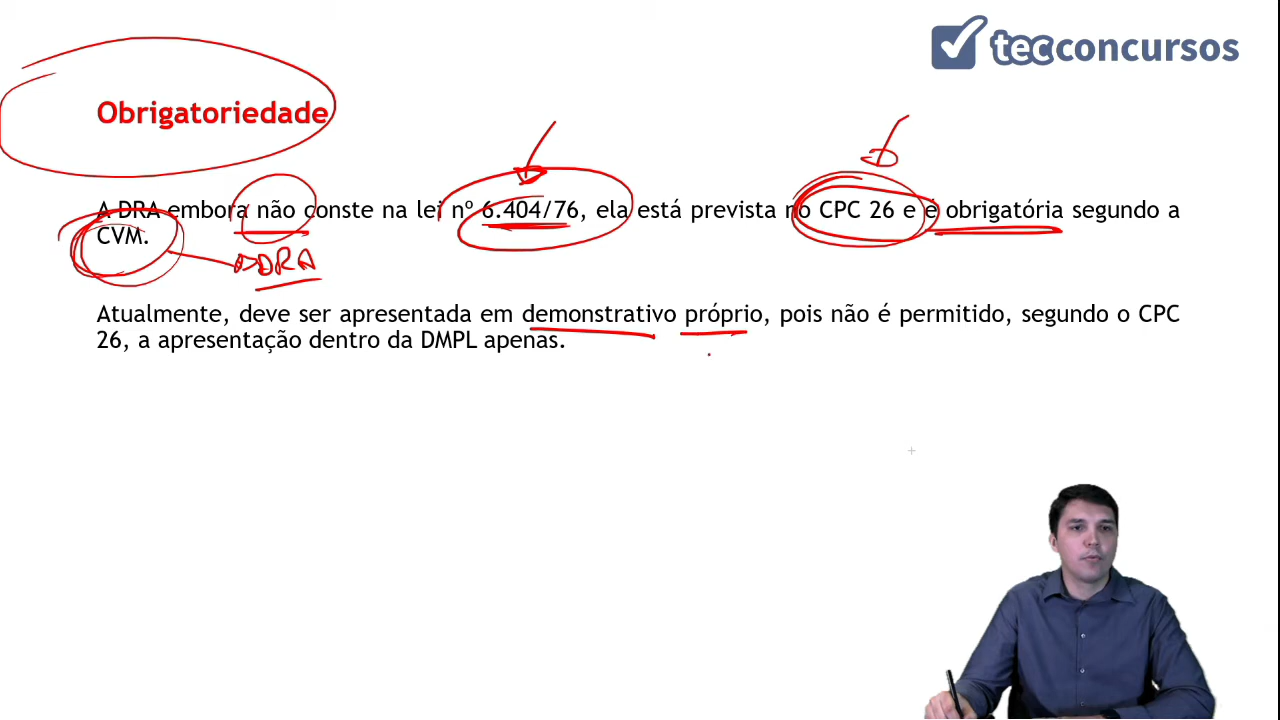 tecconcursos
Obrigatoriedade
A DRA embora não conste na lei nº 6.404/76, ela está prevista no CPC 26 e é obrigatória segundo a
CVM.
DRA
Atualmente, deve ser apresentada em demonstrativo próprio, pois não é permitido, segundo o CPC
26, a apresentação dentro da DMPL apenas.